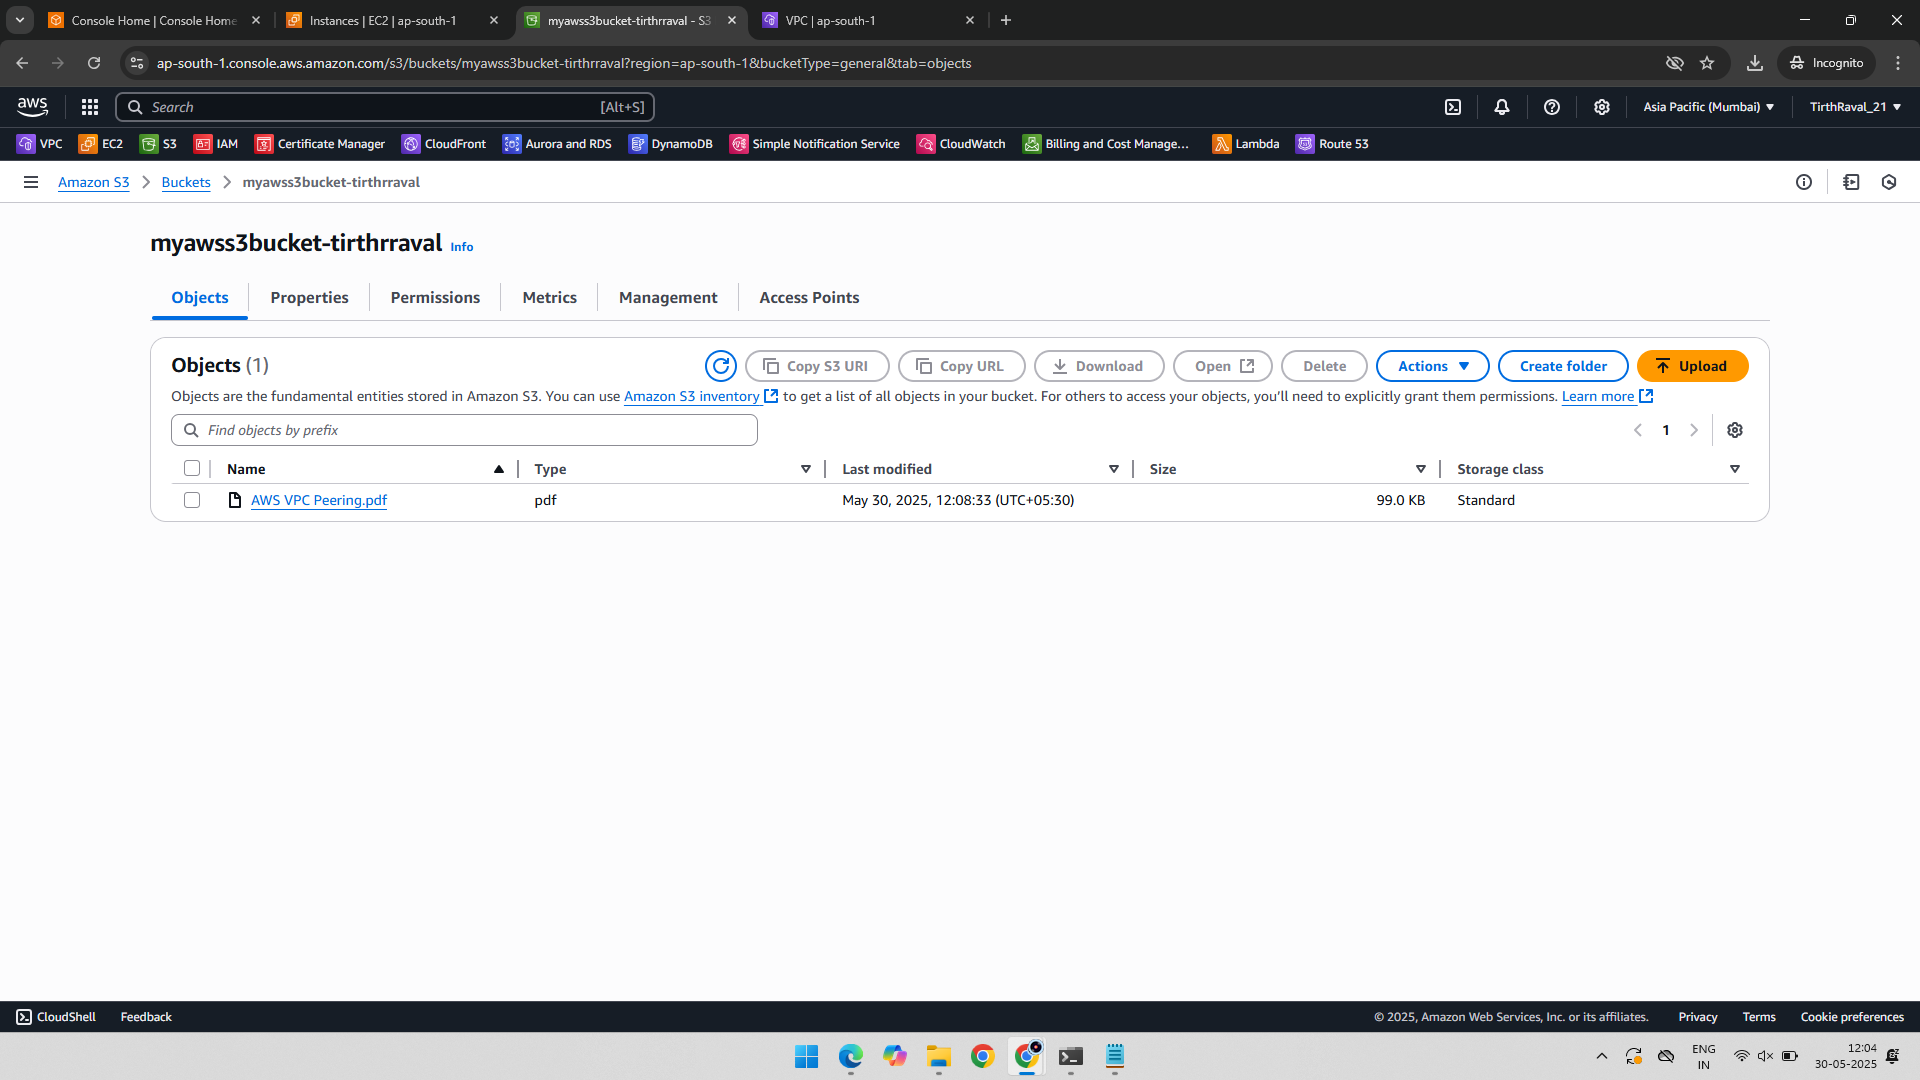 Console Home | Console Home
Instances | EC2 | ap-south-1
myawss3bucket-tirthrraval - S3
VPC | ap-south-1
ap-south-1.console.aws.amazon.com/s3/buckets/myawss3bucket-tirthrraval?region=ap-south-1&bucketType=general&tab=objects
Incognito
aws
Search
[Alt+S]
Asia Pacific (Mumbai)
TirthRaval_21
VPC
EC2
S3
IAM
Certificate Manager
CloudFront
Aurora and RDS
DynamoDB
Simple Notification Service
CloudWatch
Billing and Cost Manage...
Lambda
Route 53
Amazon S3
Buckets
myawss3bucket-tirthrraval
myawss3bucket-tirthrraval Info
Objects
Properties
Permissions
Metrics
Management
Access Points
Objects (1)
Copy S3 URI
Copy URL
Download
Open
Delete
Actions
Create folder
Upload
Objects are the fundamental entities stored in Amazon S3. You can use Amazon S3 inventory to get a list of all objects in your bucket. For others to access your objects, you’ll need to explicitly grant them permissions. Learn more
Find objects by prefix
1
Name
Type
Last modified
Size
Storage class
AWS VPC Peering.pdf
pdf
May 30, 2025, 12:08:33 (UTC+05:30)
99.0 KB
Standard
CloudShell
Feedback
© 2025, Amazon Web Services, Inc. or its affiliates.
Privacy
Terms
Cookie preferences
ENG
IN
12:04
30-05-2025